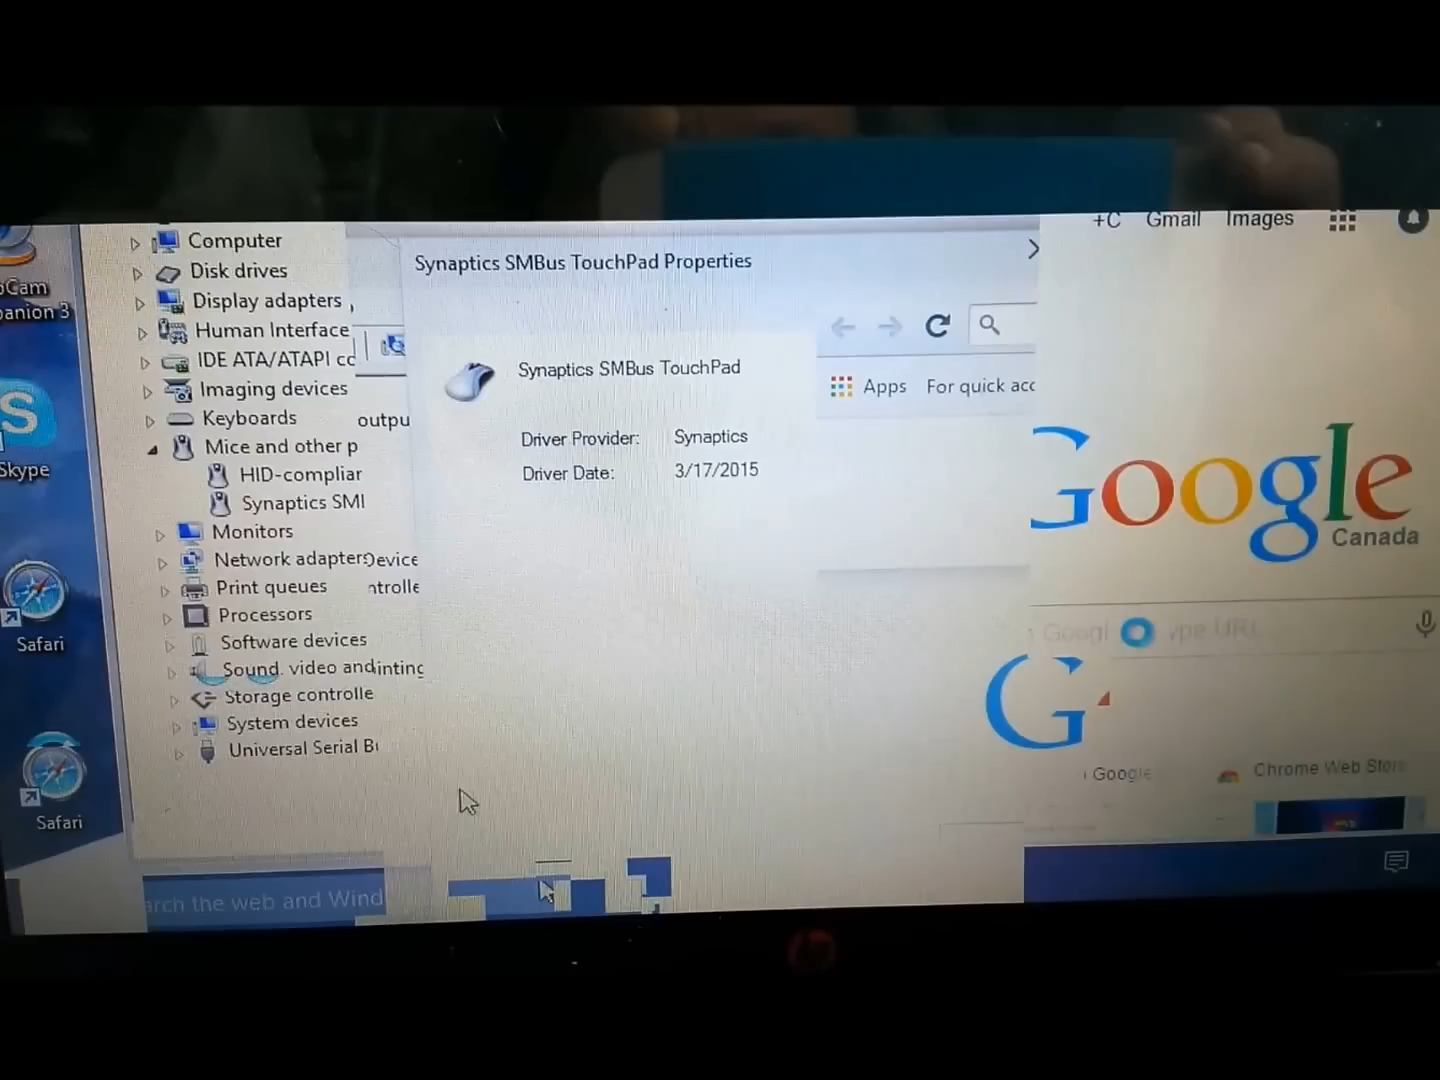 +C Gmail Images
Cam
anion 3
Computer
Disk drives
Display adapters
Human Interface
IDE ATA/ATAPI cc
Imaging devices
Keyboards
outpu
Mice and other p
HID-compliar
Synaptics SMI
Monitors
Network adapter
Device
Print queues
ntrolle
Processors
Software devices
Sound, video and
inting
Storage controlle
System devices
Universal Serial B
Skype
Safari
Safari
Synaptics SMBus TouchPad Properties
Synaptics SMBus TouchPad
Driver Provider: Synaptics
Driver Date: 3/17/2015
Apps For quick acc
Google
Canada
Googl ype URL
G
Google
Chrome Web Store
arch the web and Wind
hp